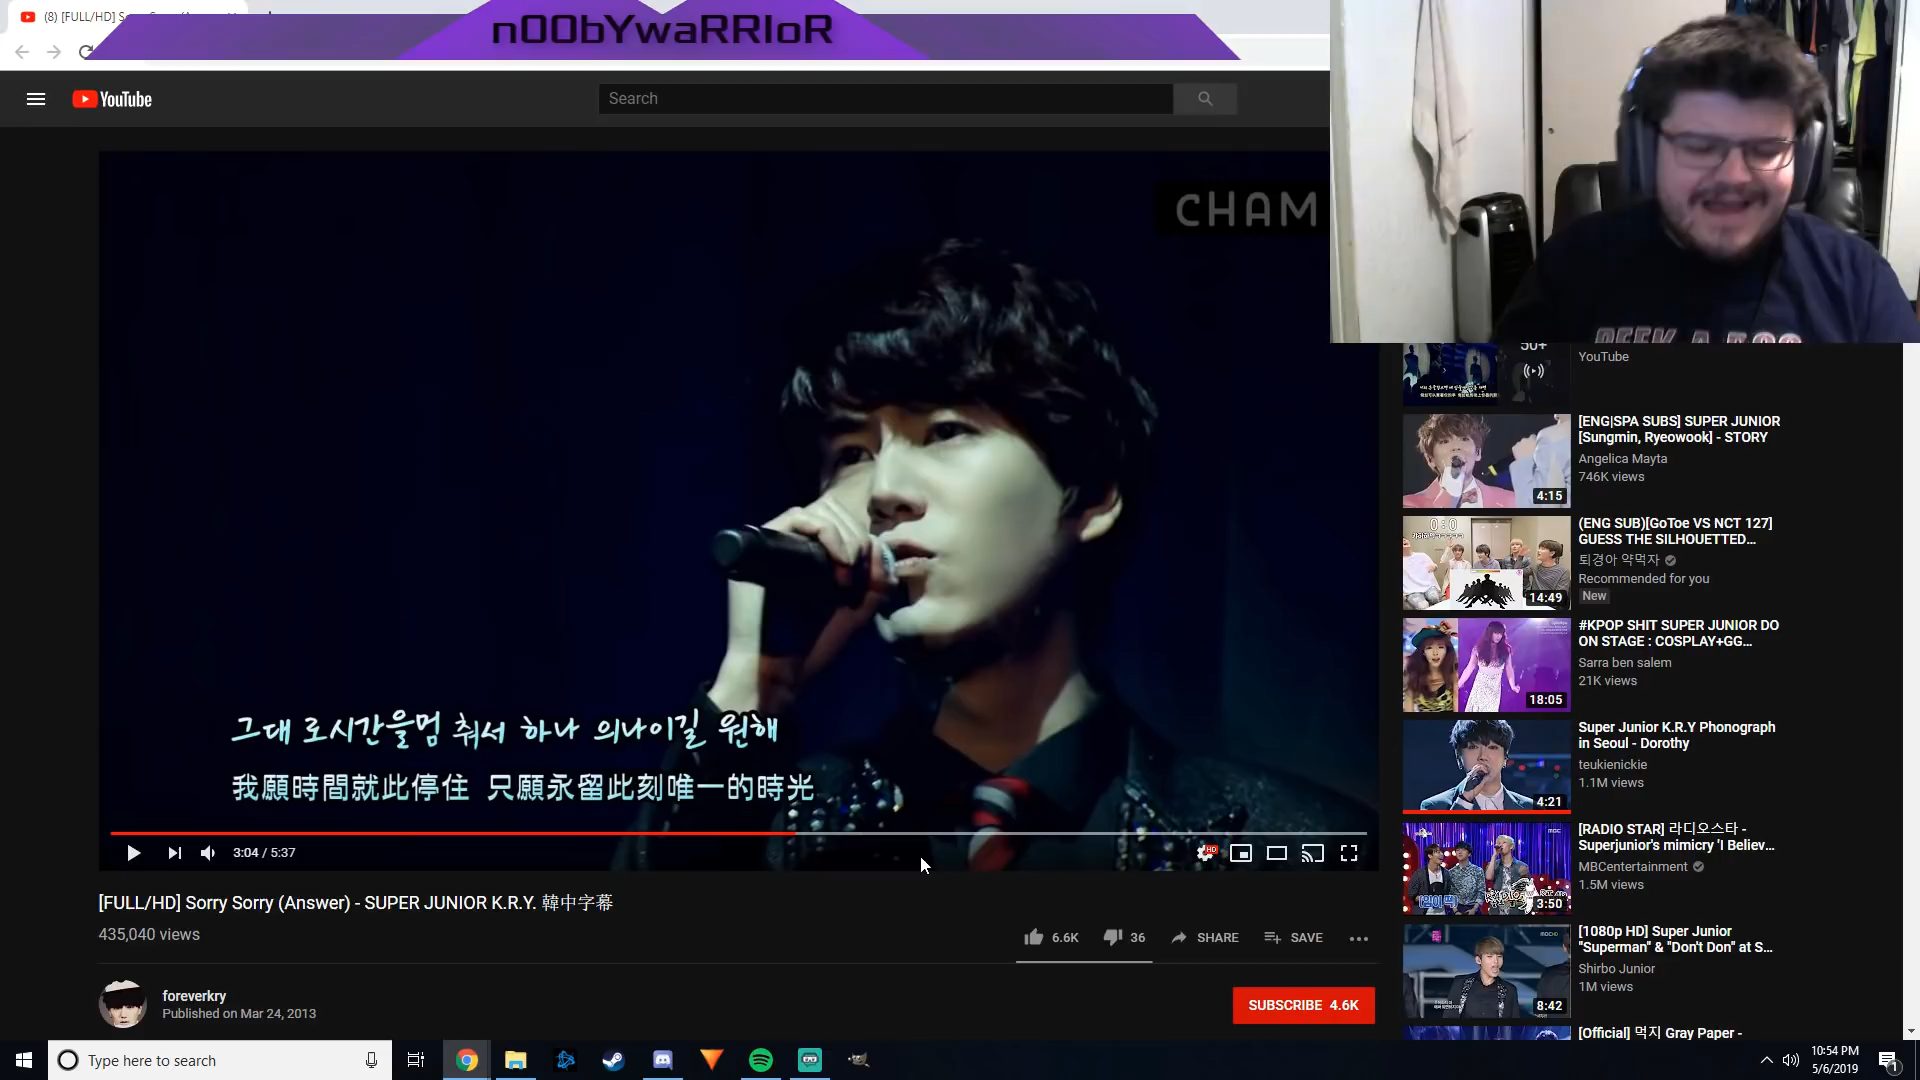 (8) [FULL/HD]
n00bYwaRRIoR
YouTube
Search
CHAM
그대 로시간을멈 춰서 하나 의나이길 원해
我願時間就此停住 只願永留此刻唯一的時光
3:04 / 5:37
HD
[FULL/HD] Sorry Sorry (Answer) - SUPER JUNIOR K.R.Y. 韓中字幕
435,040 views
6.6K
36
SHARE
SAVE
foreverkry
Published on Mar 24, 2013
SUBSCRIBE 4.6K
50+
YouTube
[ENG|SPA SUBS] SUPER JUNIOR
[Sungmin, Ryeowook] - STORY
Angelica Mayta
746K views
4:15
(ENG SUB)[GoToe VS NCT 127]
GUESS THE SILHOUETTED...
퇴경아 약먹자
Recommended for you
New
0:0
14:49
#KPOP SHIT SUPER JUNIOR DO
ON STAGE : COSPLAY+GG...
Sarra ben salem
21K views
18:05
Super Junior K.R.Y Phonograph
in Seoul - Dorothy
teukienickie
1.1M views
4:21
[RADIO STAR] 라디오스타 -
Superjunior's mimicry 'I Believ...
MBCentertainment
1.5M views
3:50
[1080p HD] Super Junior
"Superman" & "Don't Don" at S...
Shirbo Junior
1M views
8:42
[Official] 먹지 Gray Paper -
Type here to search
10:54 PM
5/6/2019
1